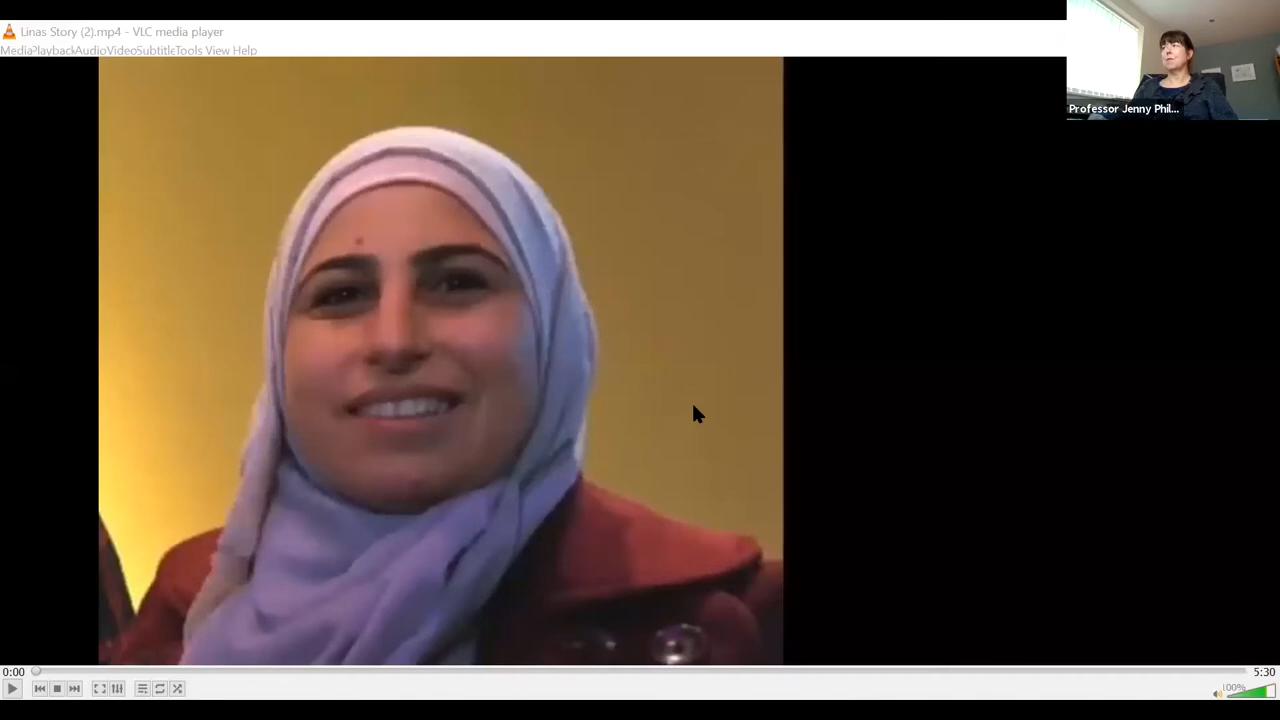 Linas Story (2).mp4 - VLC media player
Media Playback Audio Video Subtitle Tools View Help
Professor Jenny Phil...
0:00
5:30
100%